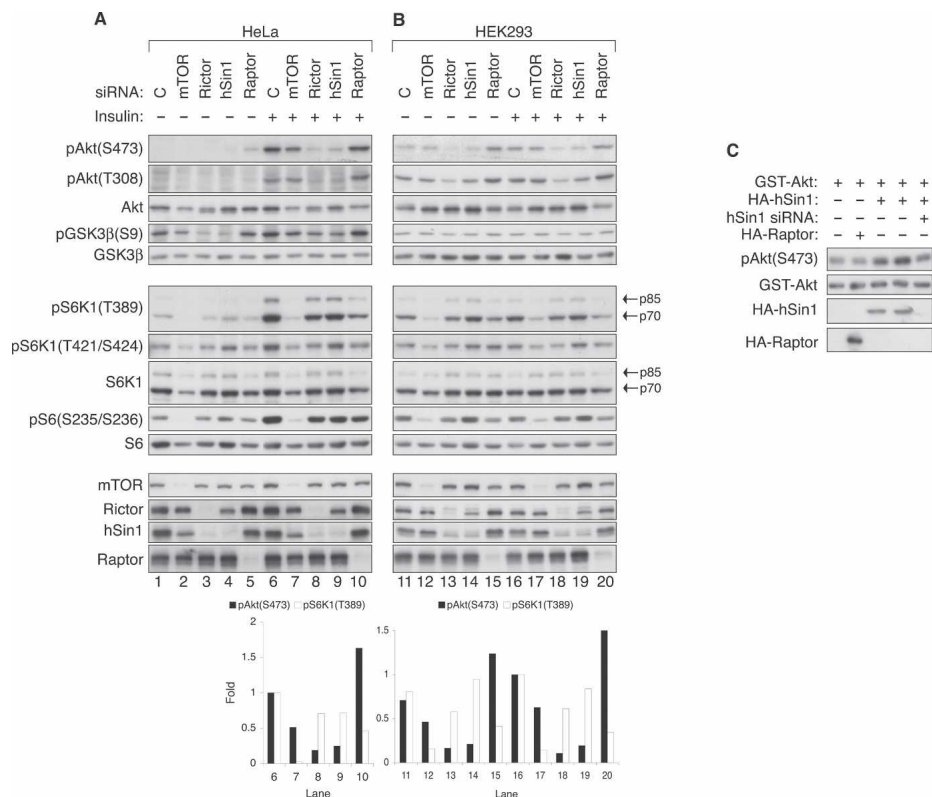 A
HeLa
siRNA: C mTOR Rictor hSin1 Raptor C mTOR Rictor hSin1 Raptor
Insulin: – – – – – + + + + +
pAkt(S473)
pAkt(T308)
Akt
pGSK3β(S9)
GSK3β
pS6K1(T389)
pS6K1(T421/S424)
S6K1
pS6(S235/S236)
S6
mTOR
Rictor
hSin1
Raptor
1 2 3 4 5 6 7 8 9 10
■ pAkt(S473) □ pS6K1(T389)
Fold
2
1.5
1
0.5
0
6 7 8 9 10
Lane
B
HEK293
C mTOR Rictor hSin1 Raptor C mTOR Rictor hSin1 Raptor
– – – – – + + + + +
←p85
←p70
←p85
←p70
11 12 13 14 15 16 17 18 19 20
■ pAkt(S473) □ pS6K1(T389)
1.5
1
0.5
0
11 12 13 14 15 16 17 18 19 20
Lane
C
GST-Akt: + + + + +
HA-hSin1: – – + + +
hSin1 siRNA: – – – – +
HA-Raptor: – + – – –
pAkt(S473)
GST-Akt
HA-hSin1
HA-Raptor